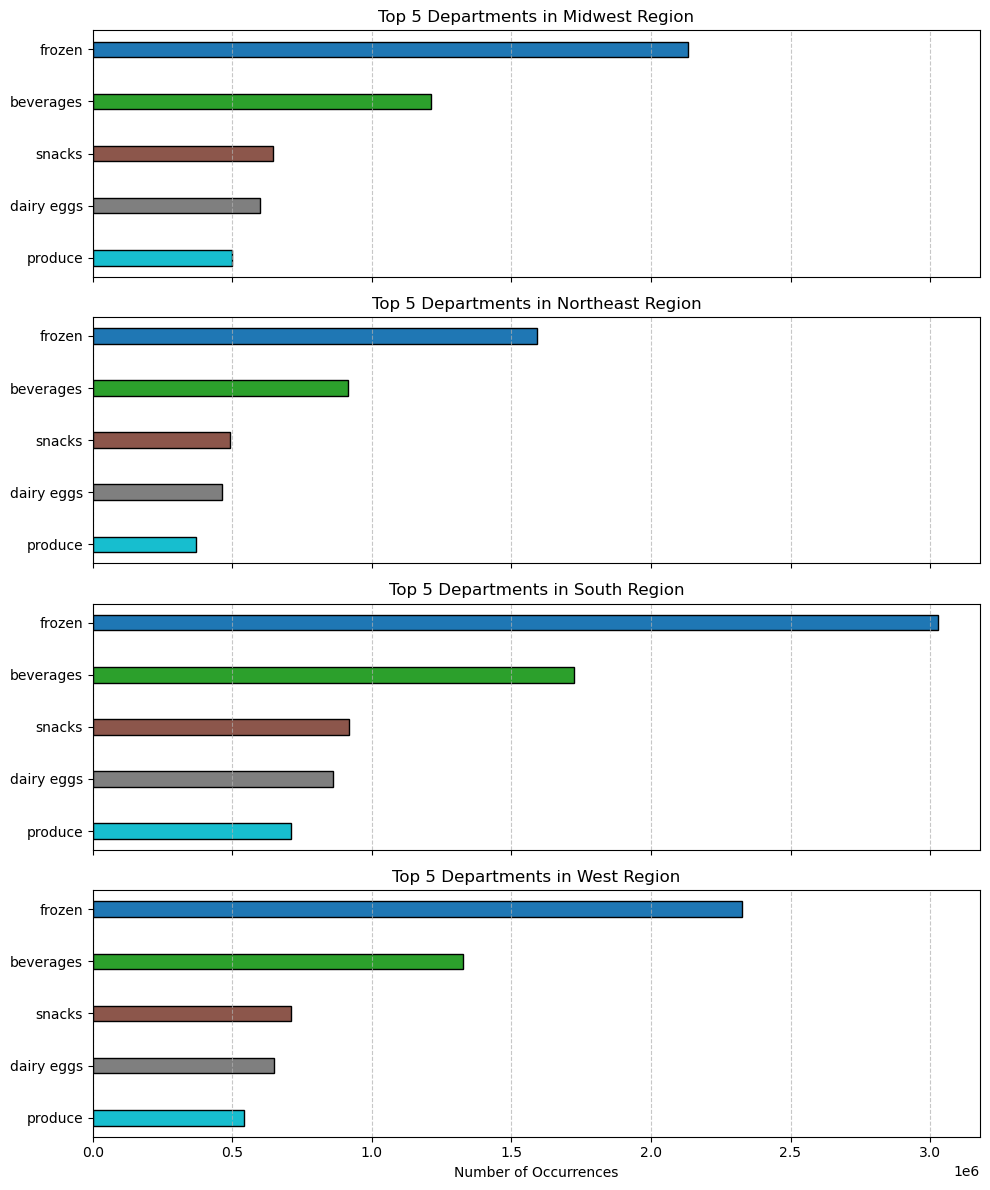 Top 5 Departments in Midwest Region
frozen
beverages
snacks
dairy eggs
produce
Top 5 Departments in Northeast Region
frozen
beverages
snacks
dairy eggs
produce
Top 5 Departments in South Region
frozen
beverages
snacks
dairy eggs
produce
Top 5 Departments in West Region
frozen
beverages
snacks
dairy eggs
produce
0.0 0.5 1.0 1.5 2.0 2.5 3.0
Number of Occurrences 1e6